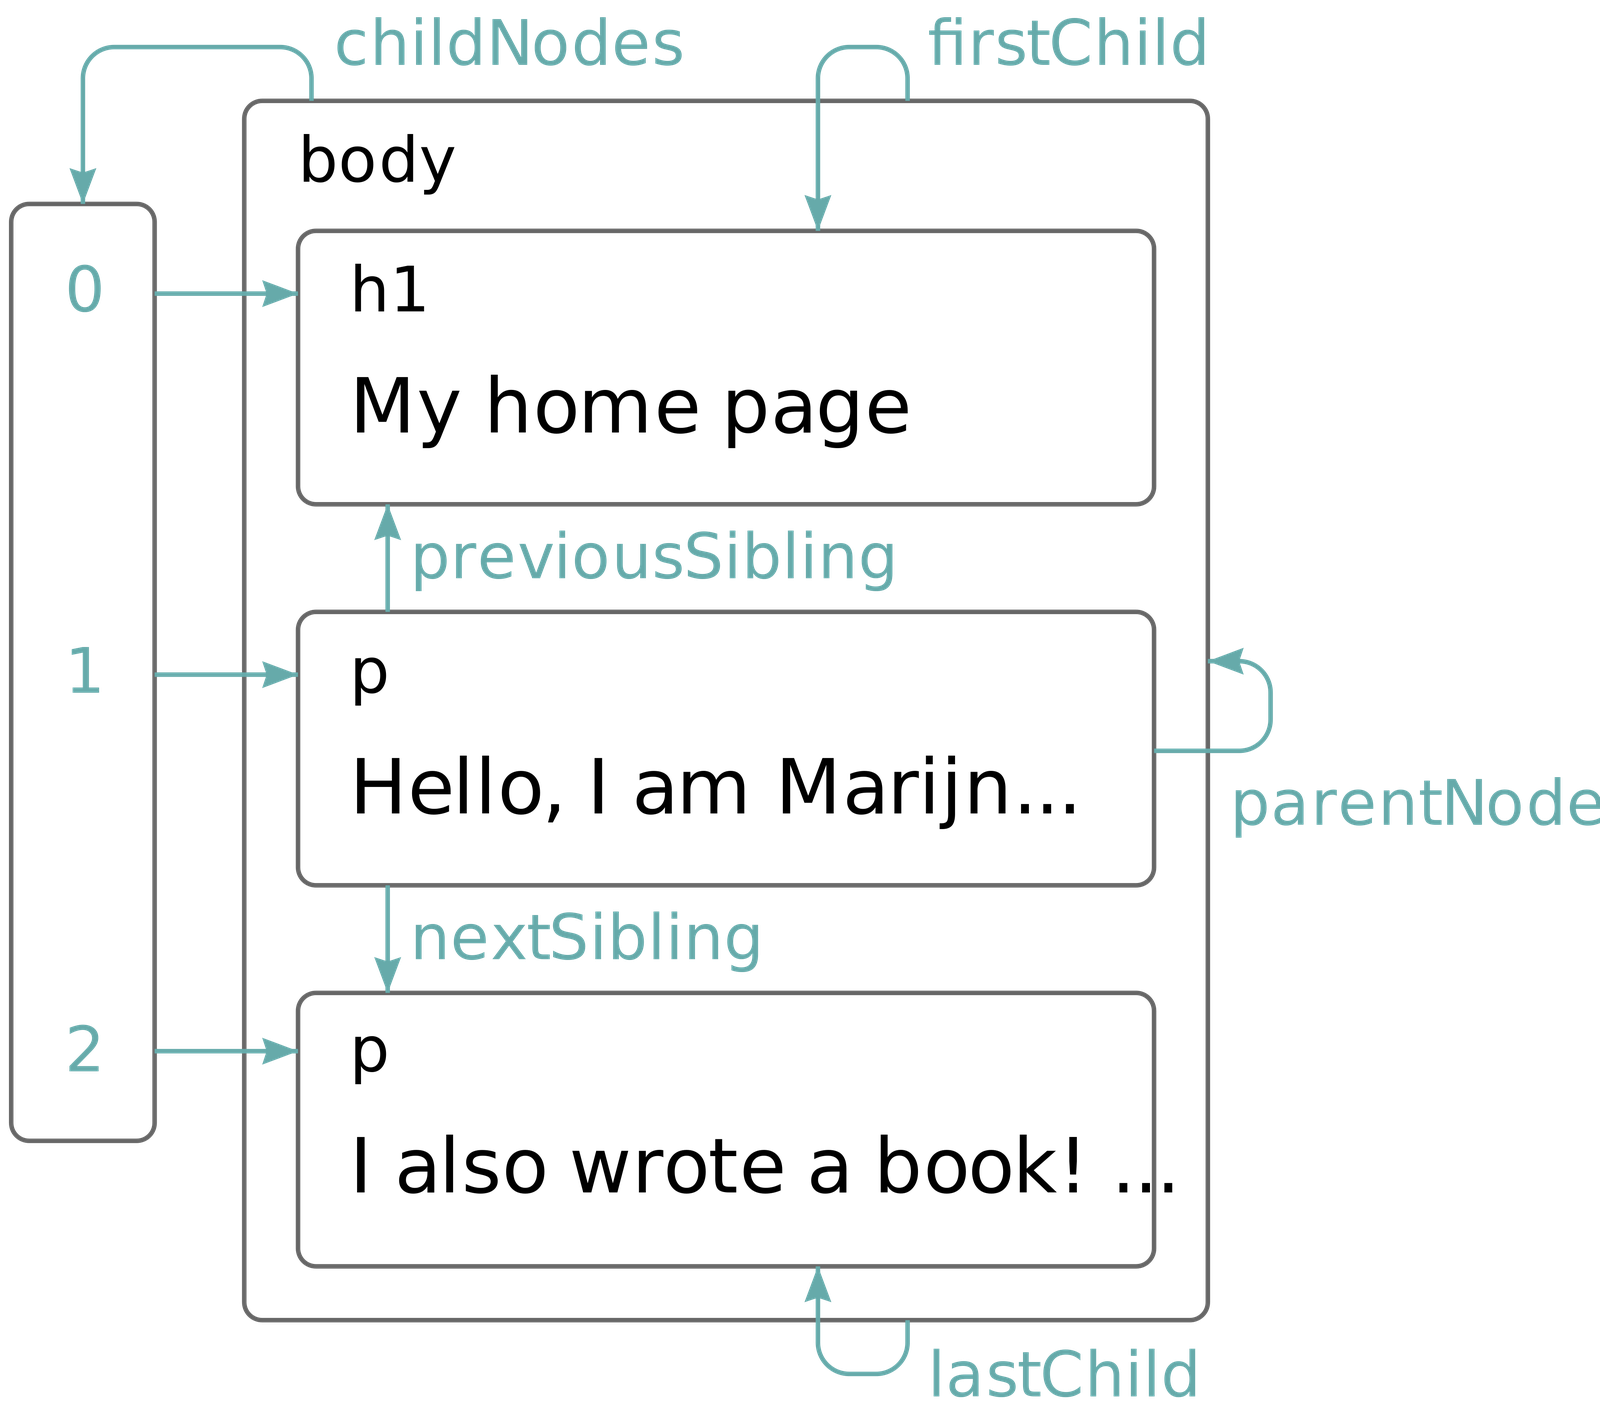 childNodes
firstChild
body
0
h1
My home page
previousSibling
1
p
Hello, I am Marijn...
parentNode
nextSibling
2
p
I also wrote a book! ...
lastChild